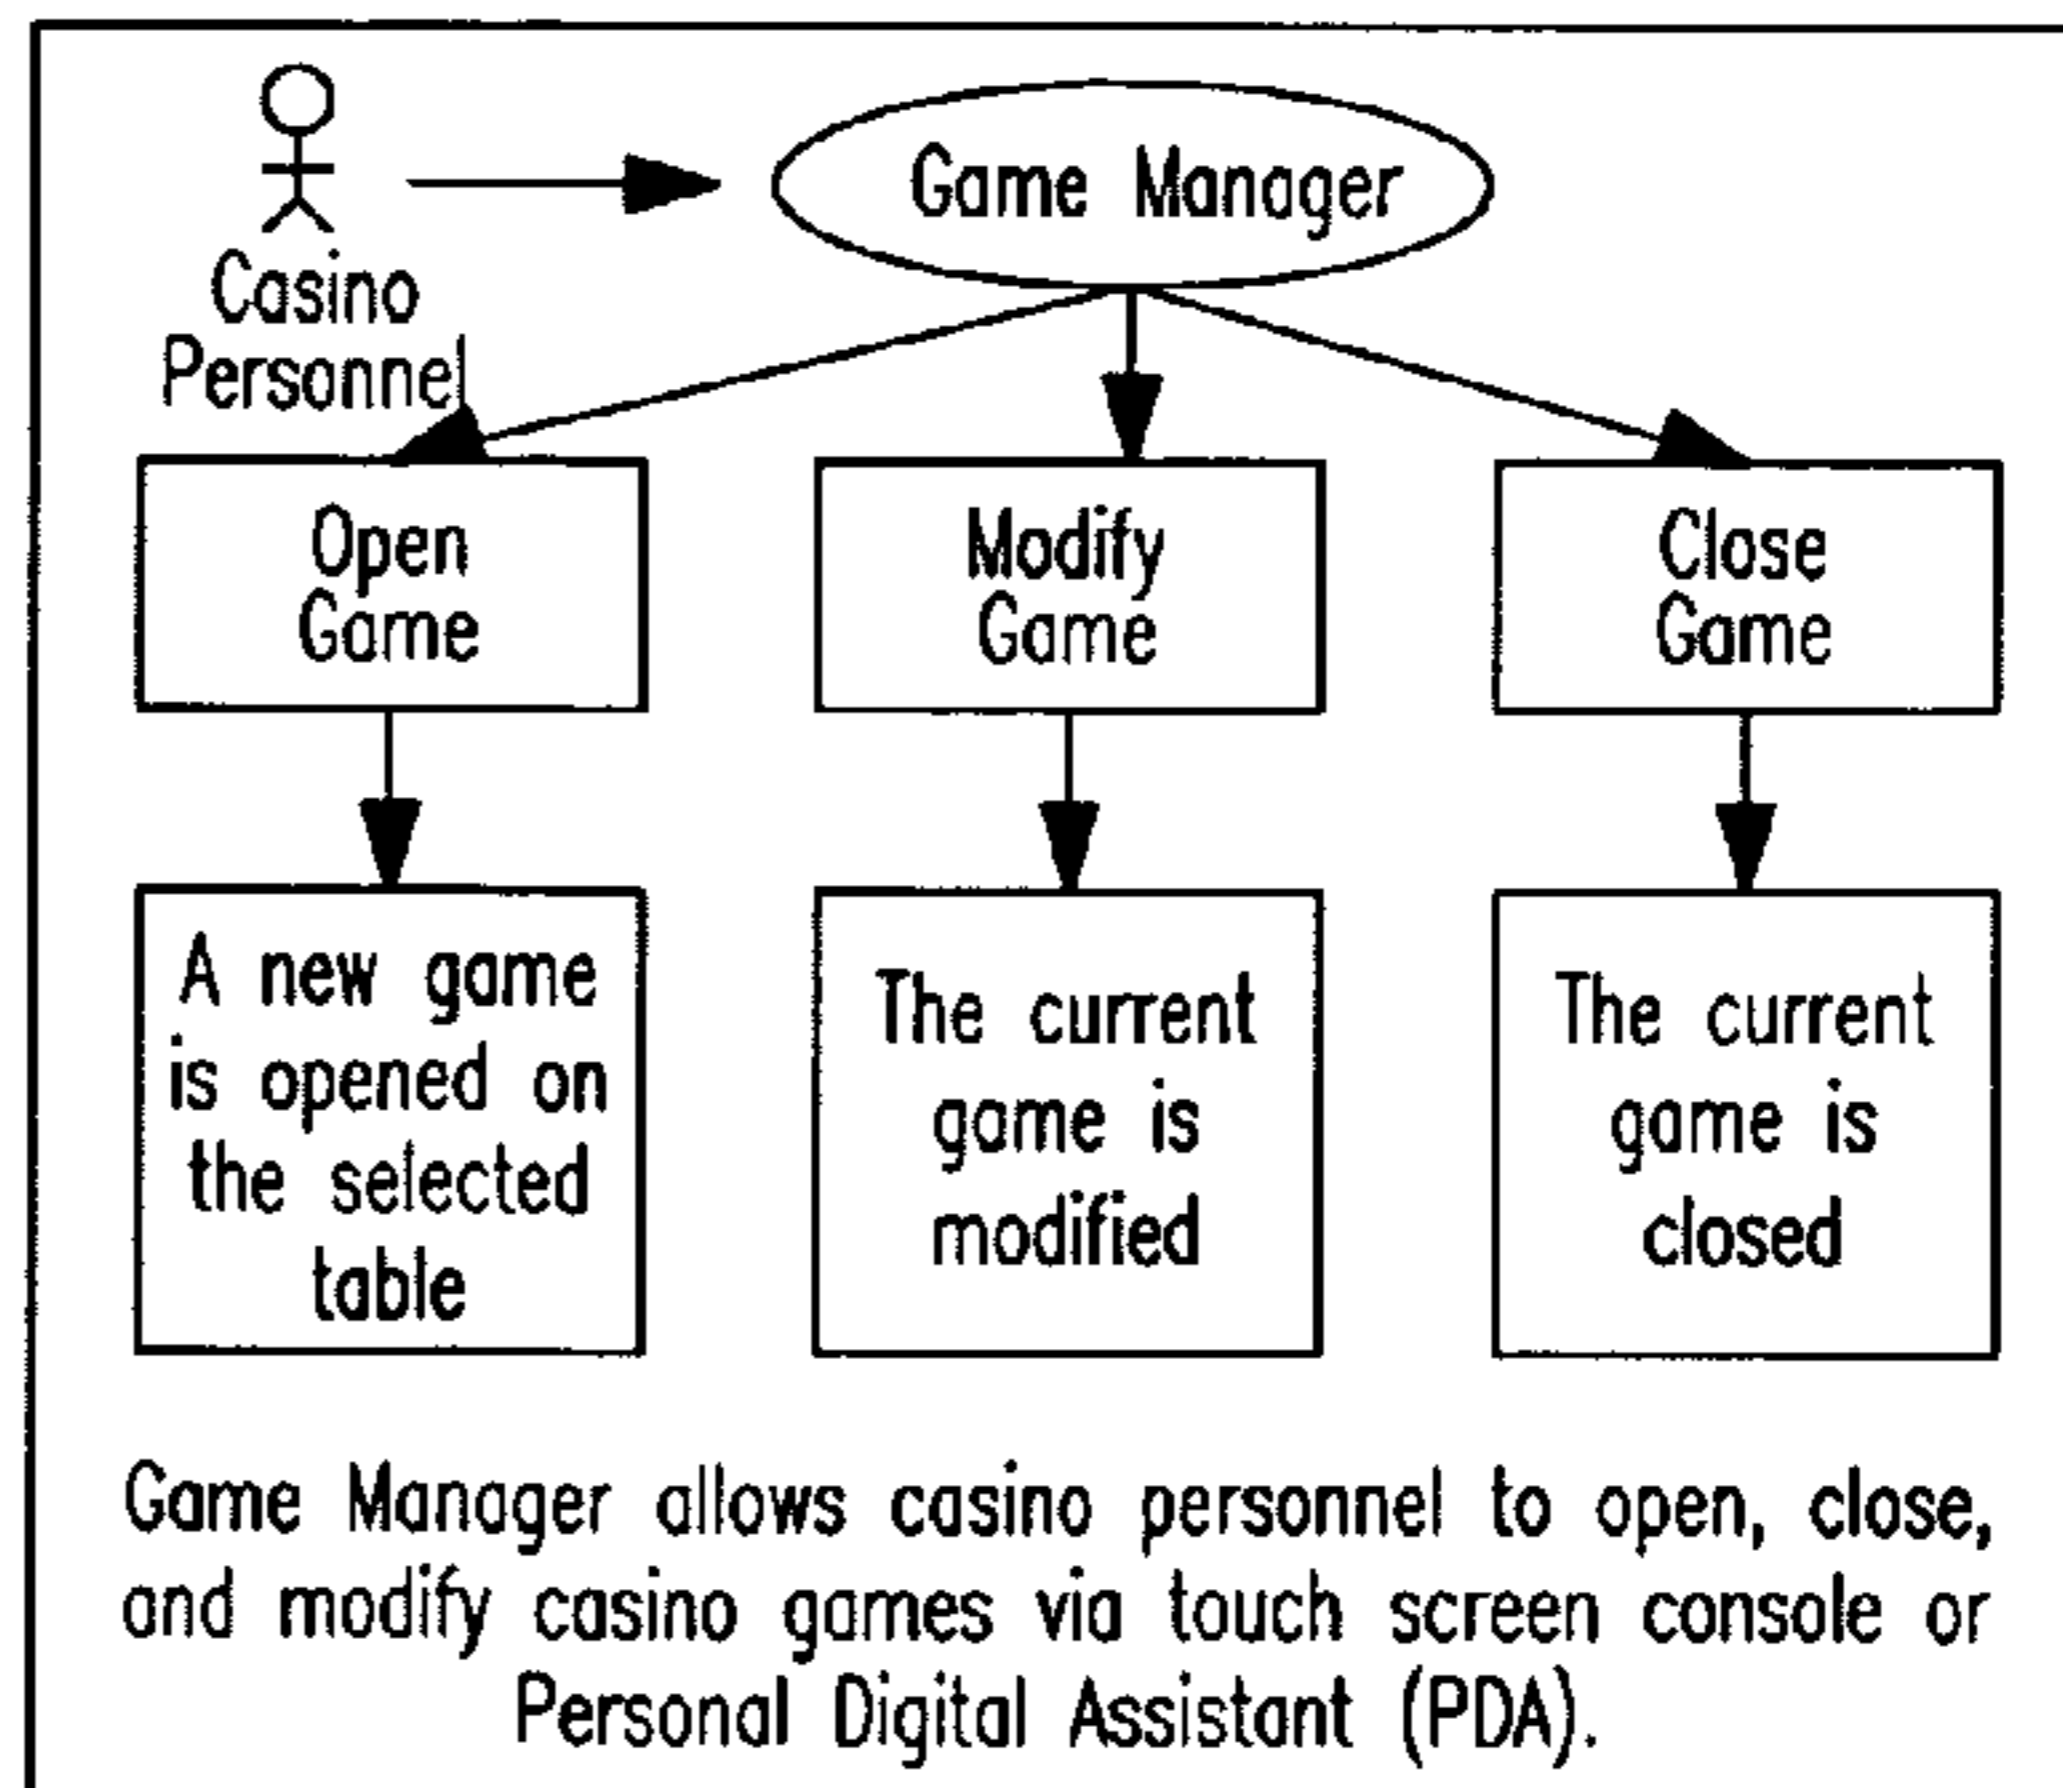 Game Manager
Casino
Personnel
Open
Game
Modify
Game
Close
Game
A new game
is opened on
the selected
table
The current
game is
modified
The current
game is
closed
Game Manager allows casino personnel to open, close,
and modify casino games via touch screen console or
Personal Digital Assistant (PDA).